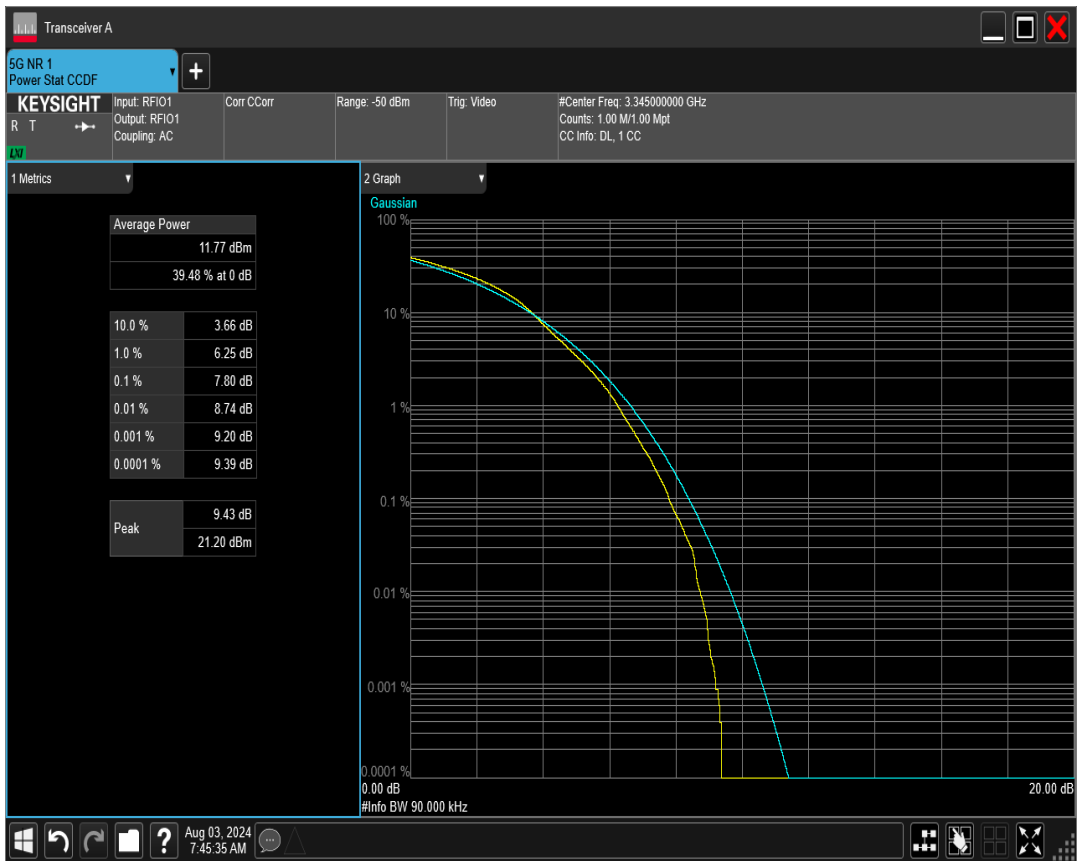 Transceiver A
5G NR 1
Power Stat CCDF
KEYSIGHT
R T
LXI
Input: RFIO1
Output: RFIO1
Coupling: AC
Corr CCorr
Range: -50 dBm
Trig: Video
#Center Freq: 3.345000000 GHz
Counts: 1.00 M/1.00 Mpt
CC Info: DL, 1 CC
1 Metrics
Average Power
11.77 dBm
39.48 % at 0 dB
10.0 % 3.66 dB
1.0 % 6.25 dB
0.1 % 7.80 dB
0.01 % 8.74 dB
0.001 % 9.20 dB
0.0001 % 9.39 dB
Peak
9.43 dB
21.20 dBm
2 Graph
Gaussian
100 %
10 %
1 %
0.1 %
0.01 %
0.001 %
0.0001 %
0.00 dB 20.00 dB
#Info BW 90.000 kHz
?
Aug 03, 2024
7:45:35 AM